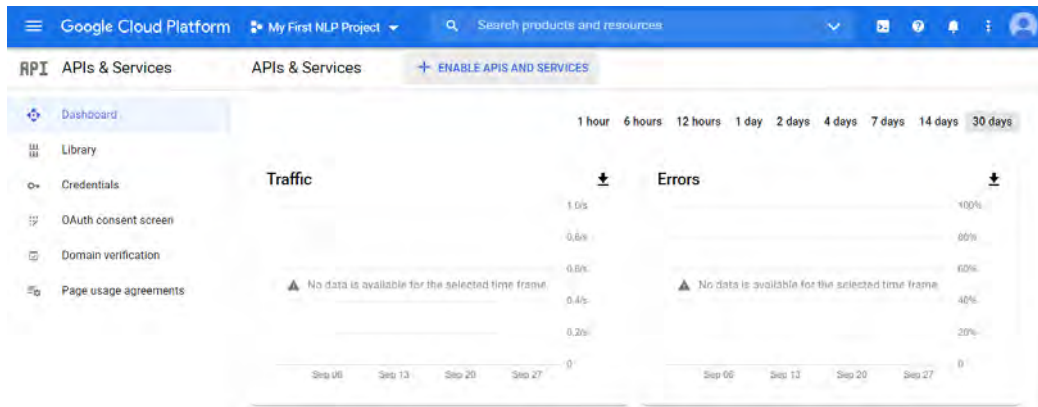 Google Cloud Platform My First NLP Project Search products and resources
API APIs & Services APIs & Services + ENABLE APIS AND SERVICES
Dashboard
1 hour 6 hours 12 hours 1 day 2 days 4 days 7 days 14 days 30 days
Library
Credentials
OAuth consent screen
Domain verification
Page usage agreements
Traffic
1.0/s
0.8/s
0.6/s
No data is available for the selected time frame.
0.4/s
0.2/s
0
Sep 06 Sep 13 Sep 20 Sep 27
Errors
100%
80%
60%
No data is available for the selected time frame.
40%
20%
0
Sep 06 Sep 13 Sep 20 Sep 27